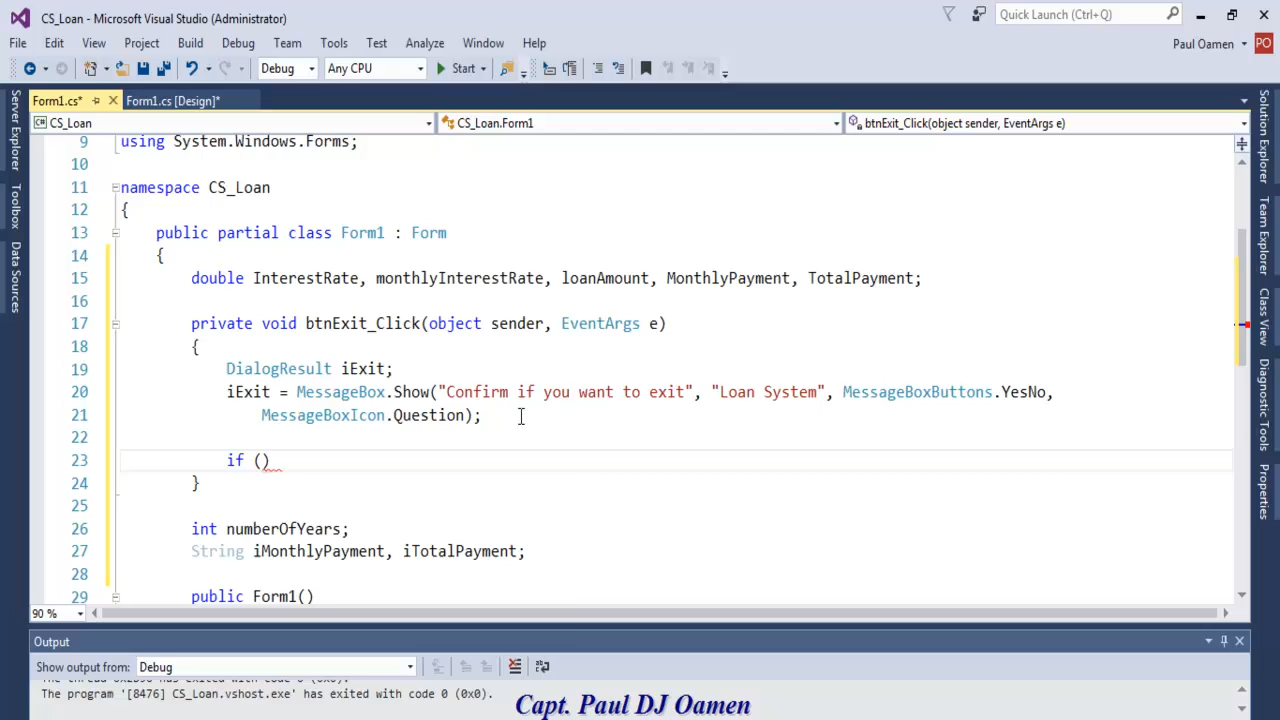 CS_Loan - Microsoft Visual Studio (Administrator)
Quick Launch (Ctrl+Q)
File Edit View Project Build Debug Team Tools Test Analyze Window Help
Paul Oamen PO
Debug Any CPU Start
Form1.cs* Form1.cs [Design]*
CS_Loan CS_Loan.Form1 btnExit_Click(object sender, EventArgs e)
Server Explorer
Toolbox
Data Sources
9 using System.Windows.Forms;
10
11 namespace CS_Loan
12 {
13 public partial class Form1 : Form
14 {
15 double InterestRate, monthlyInterestRate, loanAmount, MonthlyPayment, TotalPayment;
16
17 private void btnExit_Click(object sender, EventArgs e)
18 {
19 DialogResult iExit;
20 iExit = MessageBox.Show("Confirm if you want to exit", "Loan System", MessageBoxButtons.YesNo,
21 MessageBoxIcon.Question);
22
23 if ()
24 }
25
26 int numberOfYears;
27 String iMonthlyPayment, iTotalPayment;
28
29 public Form1()
90 %
Solution Explorer
Team Explorer
Class View
Diagnostic Tools
Properties
Output
Show output from: Debug
The program '[8476] CS_Loan.vshost.exe' has exited with code 0 (0x0).
Capt. Paul DJ Oamen